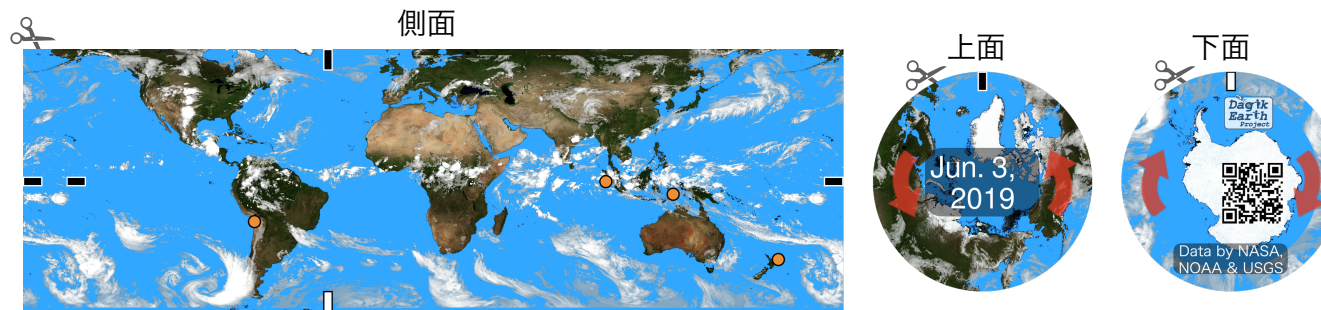 側面
上面
下面
Jun. 3,
2019
Dagik
Earth
Project
Data by NASA,
NOAA & USGS